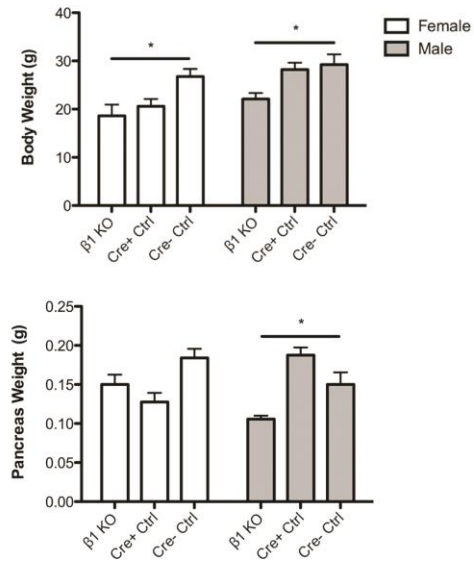 Body Weight (g)
40
30
20
10
0
*
*
Female
Male
β1 KO
Cre+ Ctrl
Cre- Ctrl
β1 KO
Cre+ Ctrl
Cre- Ctrl
Pancreas Weight (g)
0.25
0.20
0.15
0.10
0.05
0.00
*
β1 KO
Cre+ Ctrl
Cre- Ctrl
β1 KO
Cre+ Ctrl
Cre- Ctrl